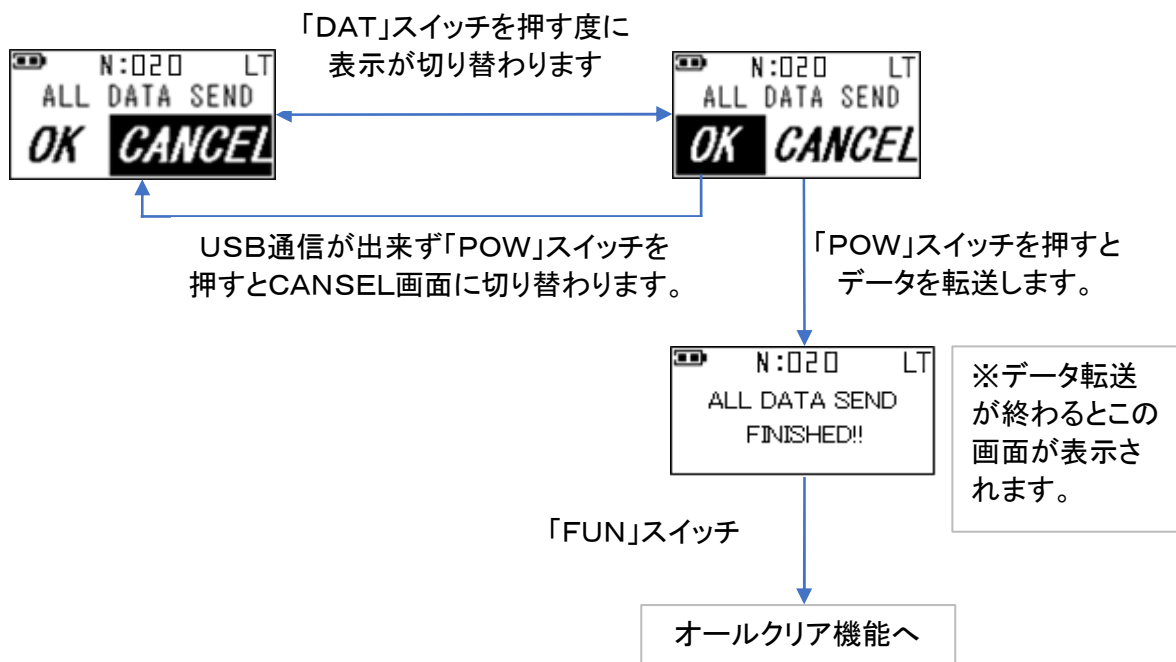 「DAT」スイッチを押す度に
表示が切り替わります
N:020 LT
ALL DATA SEND
OK CANCEL
N:020 LT
ALL DATA SEND
OK CANCEL
USB通信が出来ず「POW」スイッチを
押すとCANSEL画面に切り替わります。
「POW」スイッチを押すと
データを転送します。
N:020 LT
ALL DATA SEND
FINISHED!!
※データ転送
が終わるとこの
画面が表示さ
れます。
「FUN」スイッチ
オールクリア機能へ